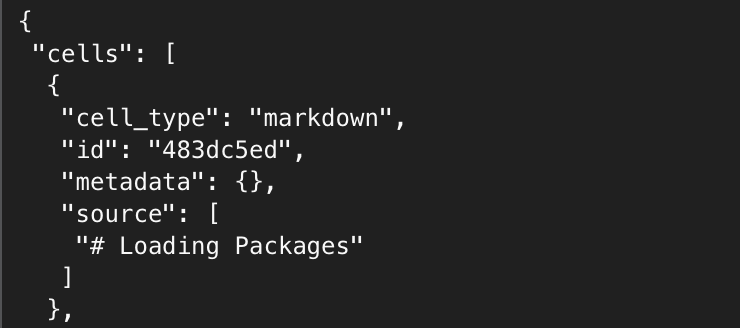 {
 "cells": [
  {
   "cell_type": "markdown",
   "id": "483dc5ed",
   "metadata": {},
   "source": [
    "# Loading Packages"
   ]
  },